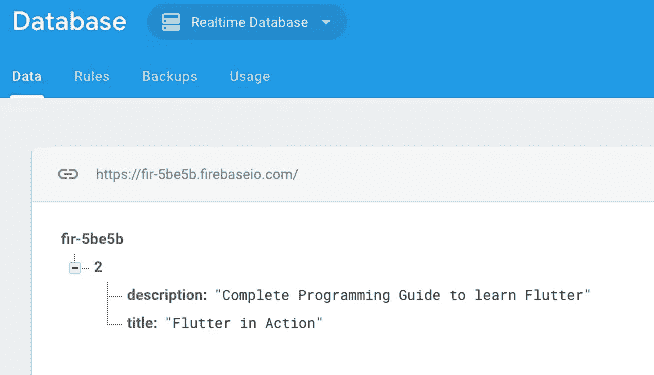 Database Realtime Database
Data Rules Backups Usage
https://fir-5be5b.firebaseio.com/
fir-5be5b
2
description: "Complete Programming Guide to learn Flutter"
title: "Flutter in Action"